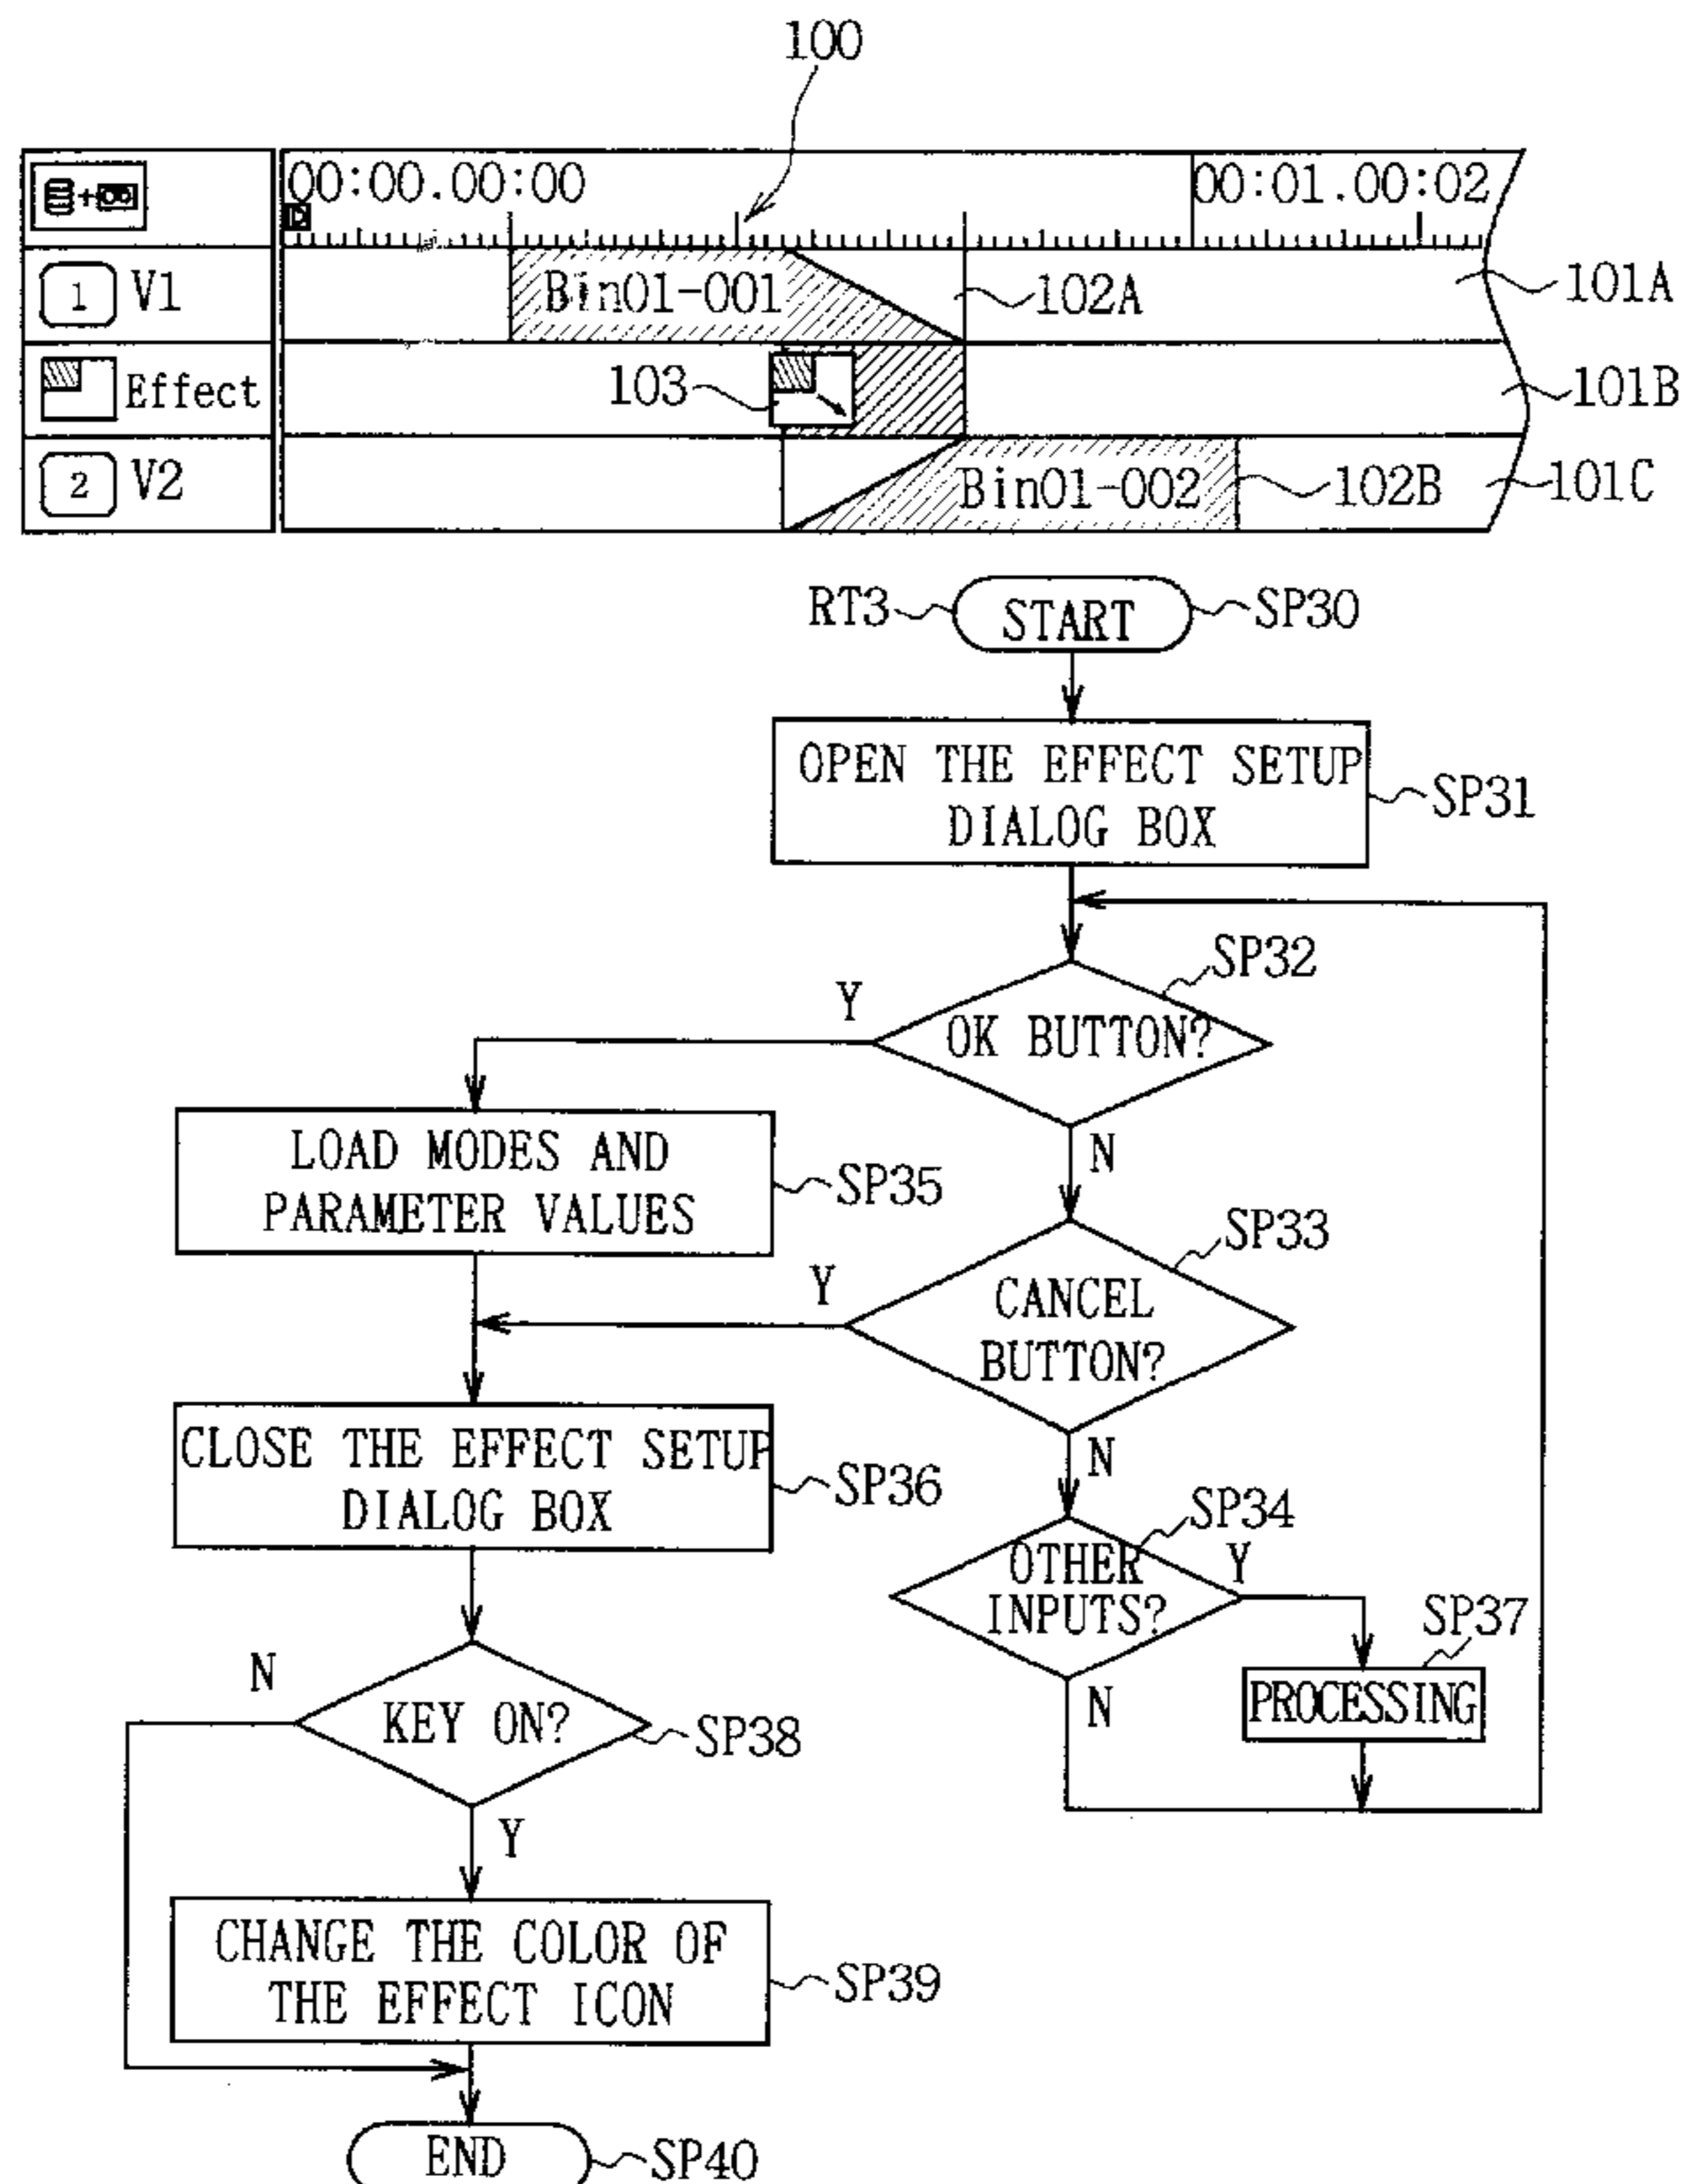 100
00:00.00:00
00:01.00:02
1 V1
Bin01-001
102A
101A
Effect
103
101B
2 V2
Bin01-002
102B
101C
RT3
START
SP30
OPEN THE EFFECT SETUP
DIALOG BOX
SP31
SP32
Y
OK BUTTON?
N
LOAD MODES AND
PARAMETER VALUES
SP35
SP33
Y
CANCEL
BUTTON?
N
CLOSE THE EFFECT SETUP
DIALOG BOX
SP36
SP34
OTHER
INPUTS?
Y
N
SP37
PROCESSING
N
KEY ON?
SP38
Y
CHANGE THE COLOR OF
THE EFFECT ICON
SP39
END
SP40